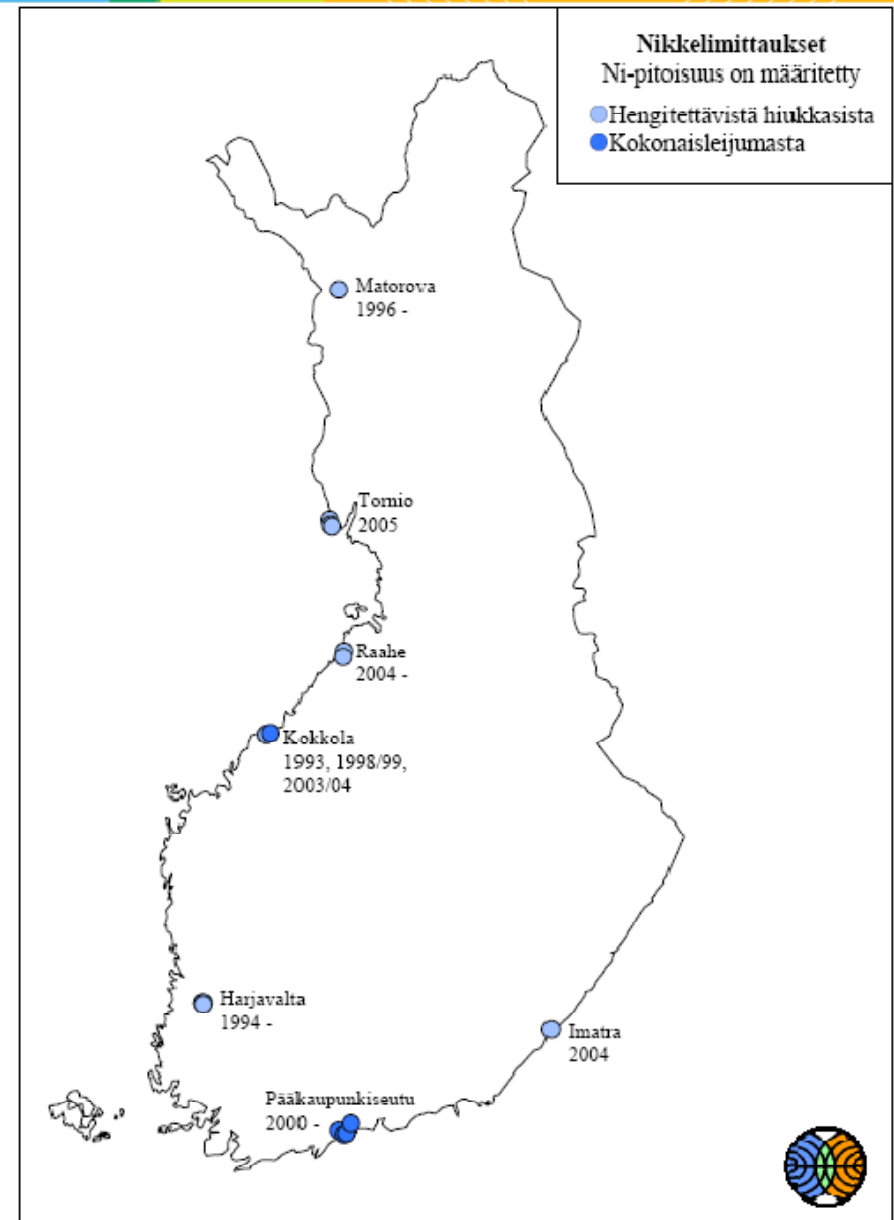 Nikkelimittaukset
Ni-pitoisuus on määritetty
Hengitettävistä hiukkasista
Kokonaisleijumasta
Matorova
1996 -
Tornio
2005
Raahe
2004 -
Kokkola
1993, 1998/99,
2003/04
Harjavalta
1994 -
Imatra
2004
Pääkaupunkiseutu
2000 -